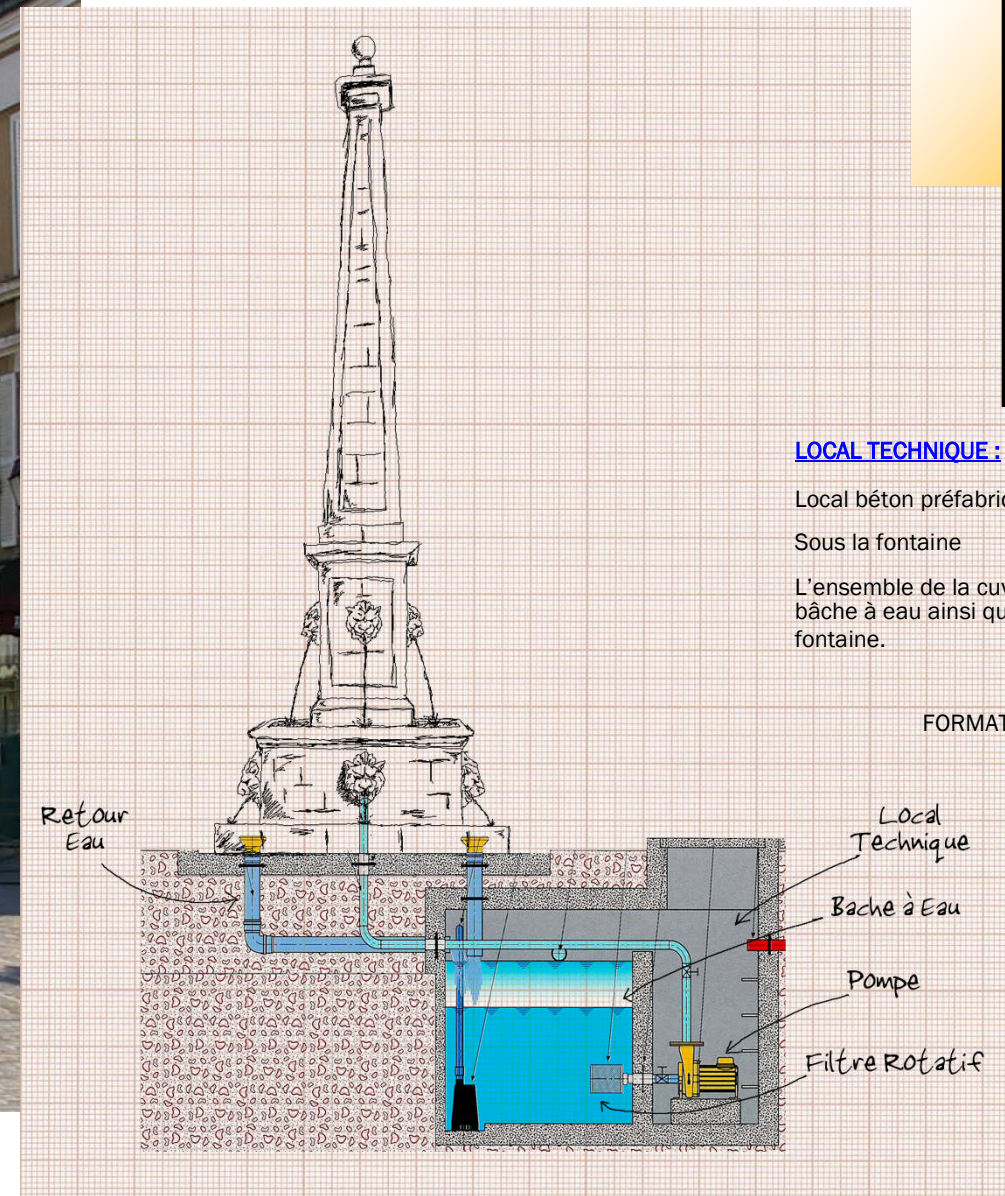 LOCAL TECHNIQUE :
Local béton préfabri
Sous la fontaine
L'ensemble de la cuv
bâche à eau ainsi qu
fontaine.
FORMAT
Retour
Eau
Local
Technique
Bache à Eau
Pompe
Filtre Rotatif